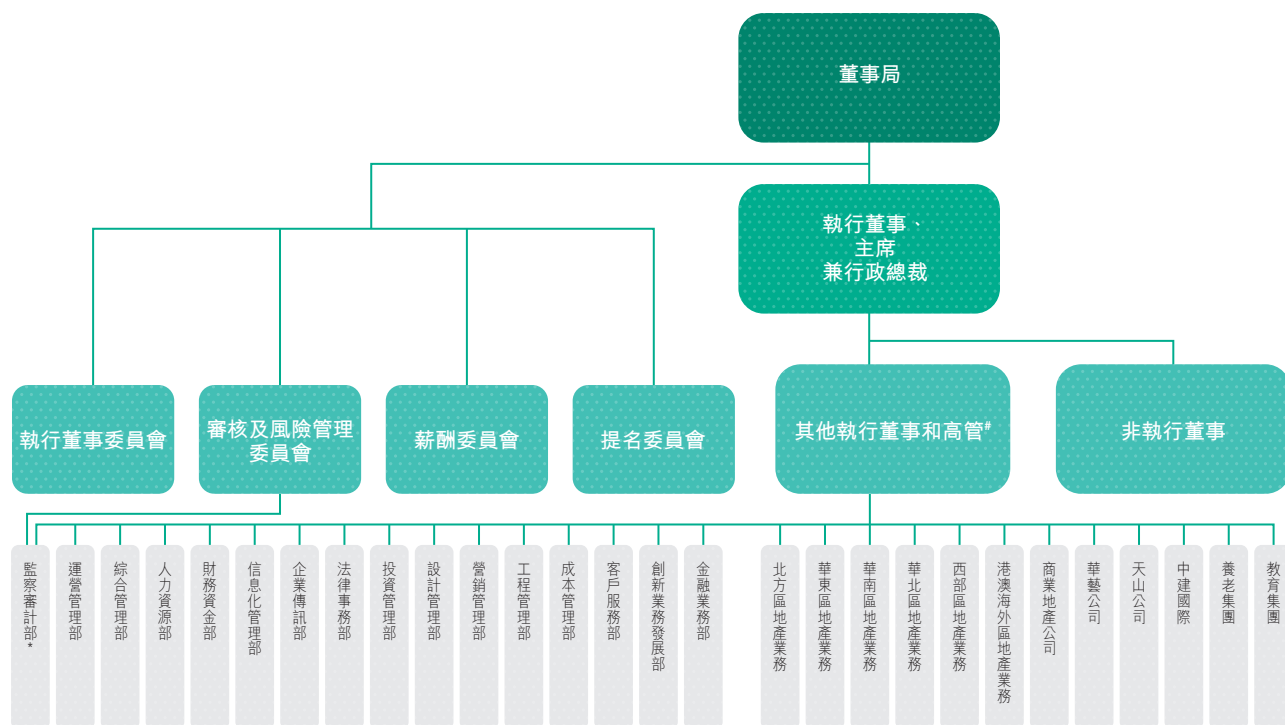 董事局
執行董事、
主席
兼行政總裁
執行董事委員會
審核及風險管理
委員會
薪酬委員會
提名委員會
其他執行董事和高管#
非執行董事
監察審計部*
運營管理部
綜合管理部
人力資源部
財務資金部
信息化管理部
企業傳訊部
法律事務部
投資管理部
設計管理部
營銷管理部
工程管理部
成本管理部
客戶服務部
創新業務發展部
金融業務部
北方區地產業務
華東區地產業務
華南區地產業務
華北區地產業務
西部區地產業務
港澳海外區地產業務
商業地產公司
華藝公司
天山公司
中建國際
養老集團
教育集團